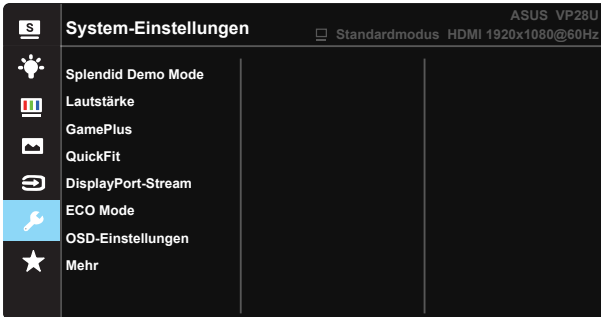 S
ASUS VP28U
System-Einstellungen
Standardmodus HDMI 1920x1080@60Hz
Splendid Demo Mode
Lautstärke
GamePlus
QuickFit
DisplayPort-Stream
ECO Mode
OSD-Einstellungen
Mehr